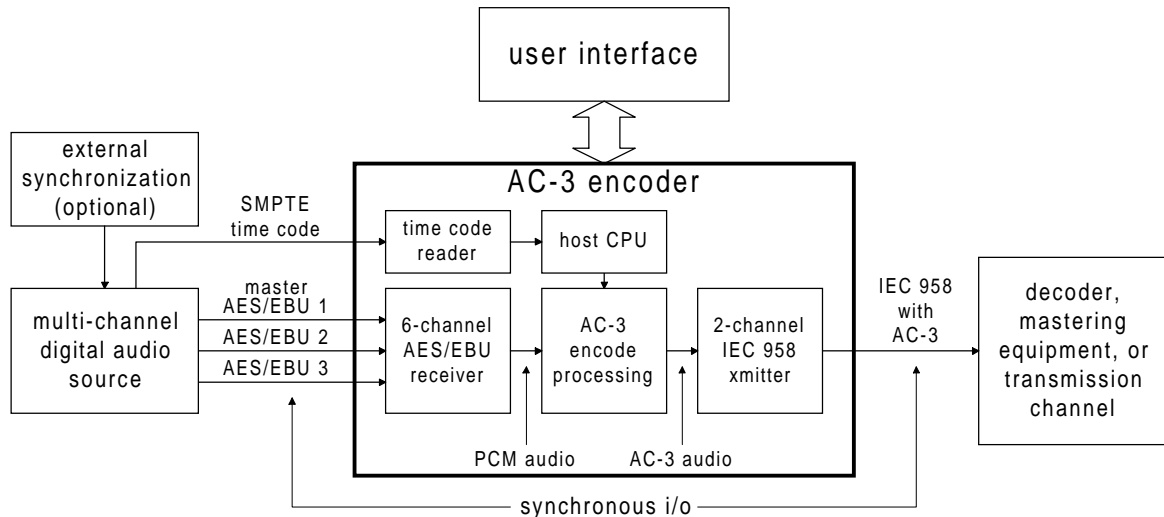 user interface
external
synchronization
(optional)
AC-3 encoder
SMPTE
time code
time code
reader
host CPU
master
AES/EBU 1
AES/EBU 2
AES/EBU 3
multi-channel
digital audio
source
6-channel
AES/EBU
receiver
AC-3
encode
processing
2-channel
IEC 958
xmitter
IEC 958
with
AC-3
decoder,
mastering
equipment, or
transmission
channel
PCM audio
AC-3 audio
synchronous i/o